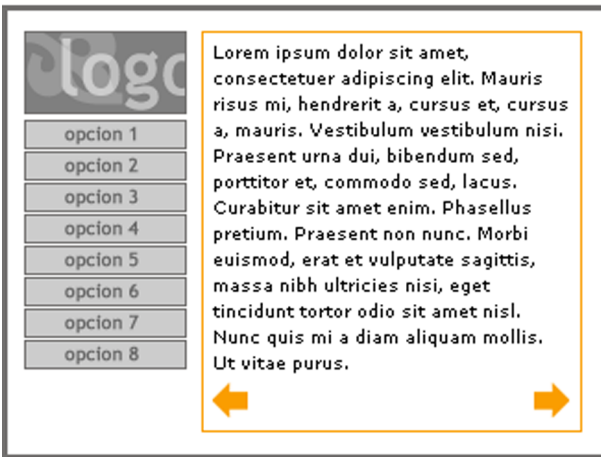 logo
opcion 1
opcion 2
opcion 3
opcion 4
opcion 5
opcion 6
opcion 7
opcion 8
Lorem ipsum dolor sit amet,
consectetuer adipiscing elit. Mauris
risus mi, hendrerit a, cursus et, cursus
a, mauris. Vestibulum vestibulum nisi.
Praesent urna dui, bibendum sed,
porttitor et, commodo sed, lacus.
Curabitur sit amet enim. Phasellus
pretium. Praesent non nunc. Morbi
euismod, erat et vulputate sagittis,
massa nibh ultricies nisi, eget
tincidunt tortor odio sit amet nisl.
Nunc quis mi a diam aliquam mollis.
Ut vitae purus.